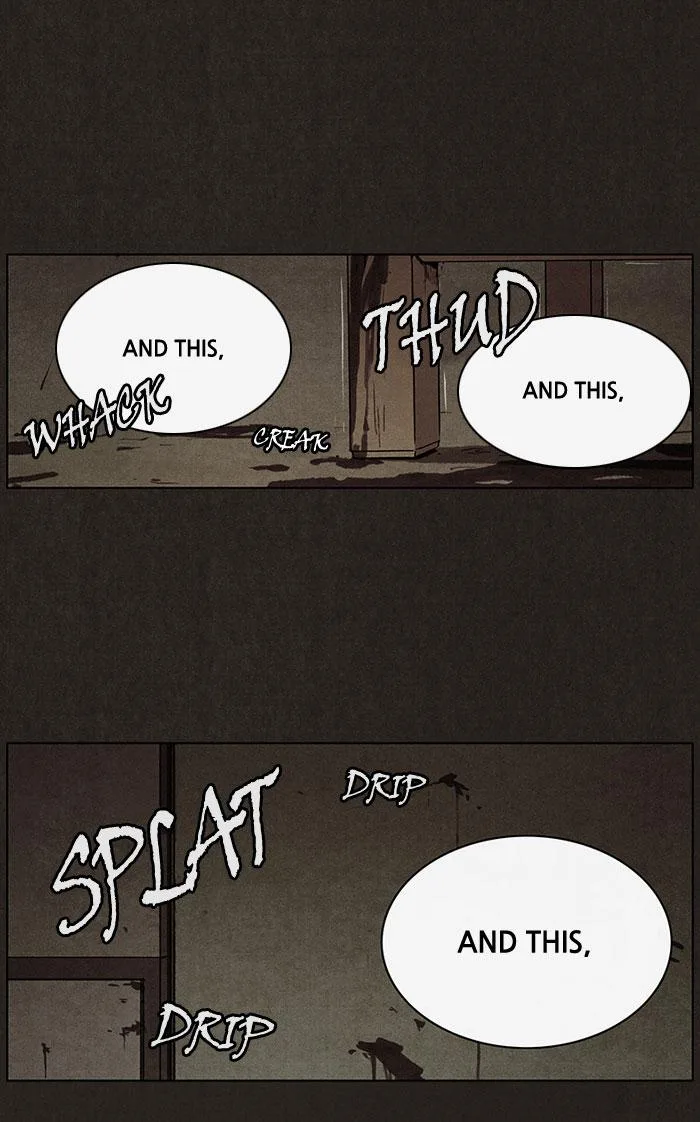 AND THIS,
WHACK
CREAK
THUD
AND THIS,
SPLAT
DRIP
AND THIS,
DRIP